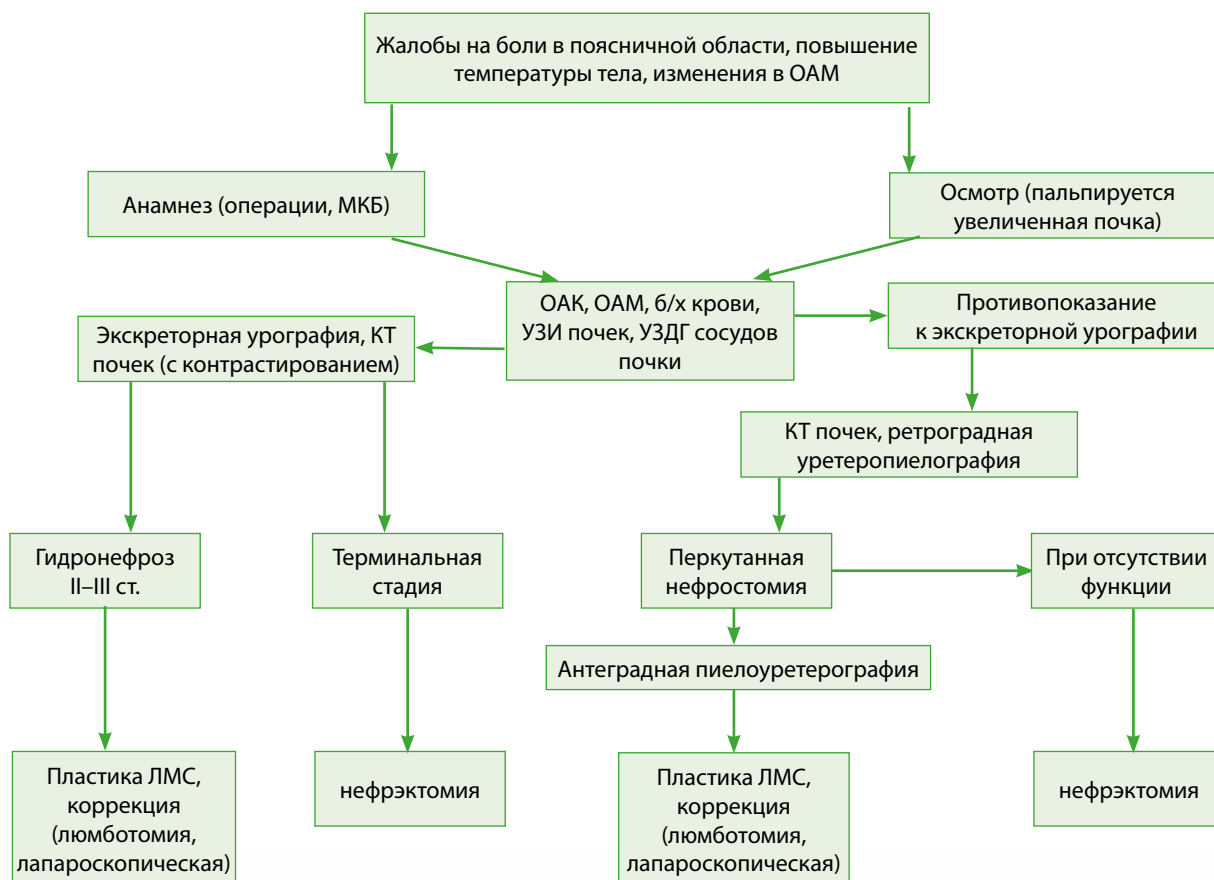 Жалобы на боли в поясничной области, повышение
температуры тела, изменения в ОАМ
Анамнез (операции, МКБ)
Осмотр (пальпируется
увеличенная почка)
ОАК, ОАМ, б/х крови,
УЗИ почек, УЗДГ сосудов
почки
Экскреторная урография, КТ
почек (с контрастированием)
Противопоказание
к экскреторной урографии
КТ почек, ретроградная
уретеропиелография
Гидронефроз
II–III ст.
Терминальная
стадия
Перкутанная
нефростомия
При отсутствии
функции
Антеградная пиелоуретерография
Пластика ЛМС,
коррекция
(люмботомия,
лапароскопическая)
нефрэктомия
Пластика ЛМС,
коррекция
(люмботомия,
лапароскопическая)
нефрэктомия